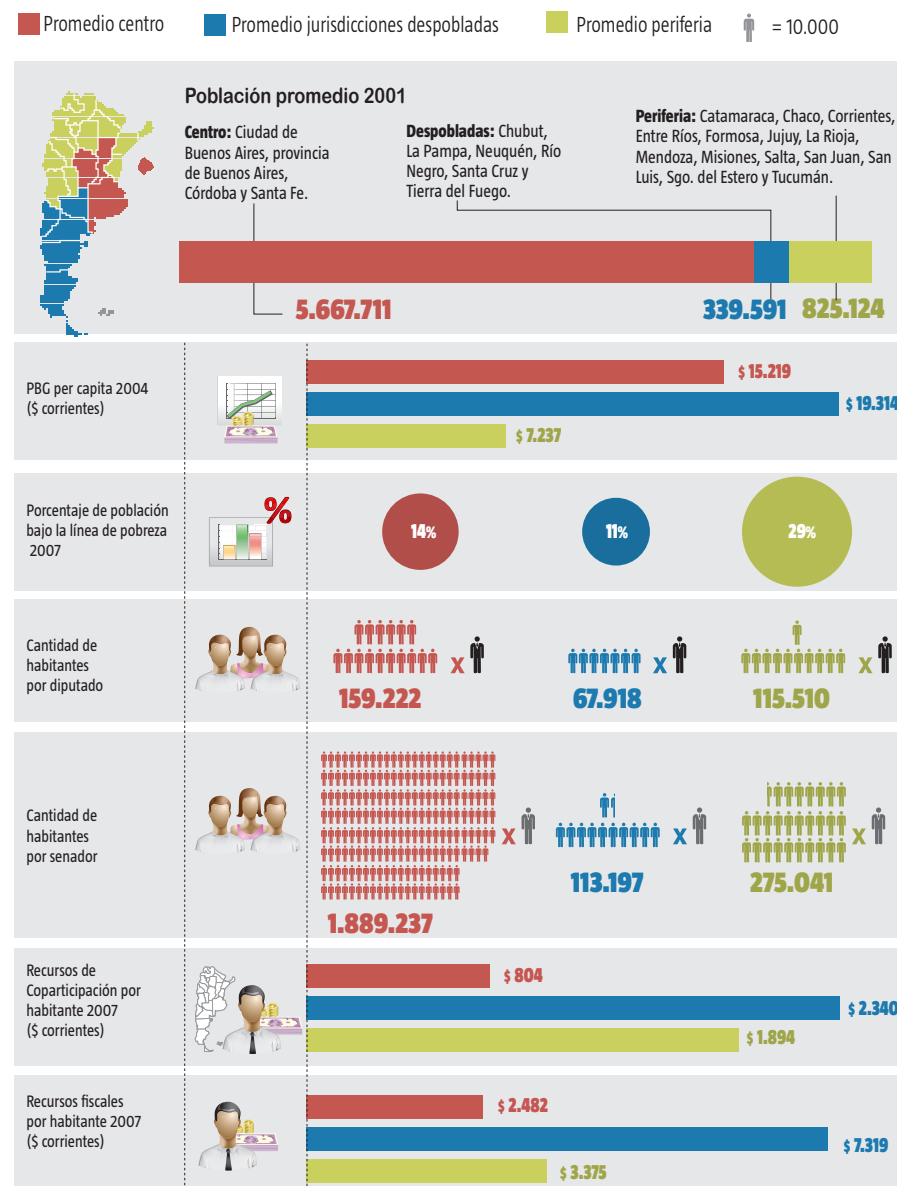 Promedio centro
Promedio jurisdicciones despobladas
Promedio periferia
= 10.000
Población promedio 2001
Centro: Ciudad de
Buenos Aires, provincia
de Buenos Aires,
Córdoba y Santa Fe.
Despobladas: Chubut,
La Pampa, Neuquén, Río
Negro, Santa Cruz y
Tierra del Fuego.
Periferia: Catamaraca, Chaco, Corrientes,
Entre Ríos, Formosa, Jujuy, La Rioja,
Mendoza, Misiones, Salta, San Juan, San
Luis, Sgo. del Estero y Tucumán.
5.667.711
339.591
825.124
PBG per capita 2004
($ corrientes)
$ 15.219
$ 19.314
$ 7.237
Porcentaje de población
bajo la línea de pobreza
2007
%
14%
11%
29%
Cantidad de
habitantes
por diputado
X
X
X
159.222
67.918
115.510
Cantidad de
habitantes
por senador
X
X
X
1.889.237
113.197
275.041
Recursos de
Coparticipación por
habitante 2007
($ corrientes)
$ 804
$ 2.340
$ 1.894
Recursos fiscales
por habitante 2007
($ corrientes)
$ 2.482
$ 7.319
$ 3.375